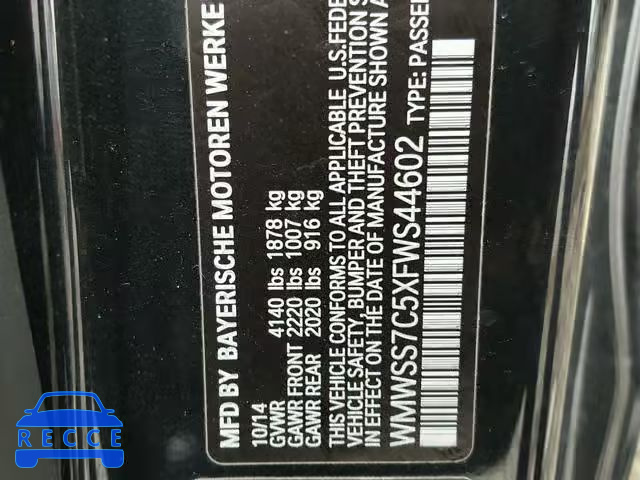 MFD BY BAYERISCHE MOTOREN WERKE
10/14
GVWR 4140 lbs 1878 kg
GAWR FRONT 2220 lbs 1007 kg
GAWR REAR 2020 lbs 916 kg
THIS VEHICLE CONFORMS TO ALL APPLICABLE U.S. FEDE
VEHICLE SAFETY, BUMPER AND THEFT PREVENTION S
IN EFFECT ON THE DATE OF MANUFACTURE SHOWN A
WMWSS7C5XFWS44602 TYPE: PASSE
RECCE